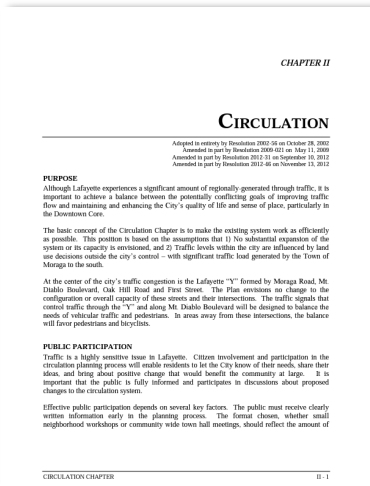 CHAPTER II
CIRCULATION
Adopted in entirety by Resolution 2002-56 on October 28, 2002
Amended in part by Resolution 2009-021 on May 11, 2009
Amended in part by Resolution 2012-31 on September 10, 2012
Amended in part by Resolution 2012-46 on November 13, 2012
PURPOSE
Although Lafayette experiences a significant amount of regionally generated through traffic, it is
important to achieve a balance between the potentially conflicting goals of improving traffic
flow and maintaining and enhancing the City's quality of life and sense of place, particularly in
the Downtown Core.
The basic concept of the Circulation Chapter is to make the existing system work as efficiently
as possible. This position is based on the assumptions that 1) No substantial expansion of the
system or its capacity is envisioned, and 2) Traffic levels within the city are influenced by land
use decisions outside the city's control – with significant traffic load generated by the Town of
Moraga to the south.
At the center of the city's traffic congestion is the Lafayette "Y" formed by Moraga Road, Mt.
Diablo Boulevard, Oak Hill Road and First Street. The Plan envisions no change to the
configuration or overall capacity of these streets and their intersections. The traffic signals that
control traffic through the "Y" and along Mt. Diablo Boulevard will be designed to balance the
needs of vehicular traffic and pedestrians. In areas away from these intersections, the balance
will favor pedestrians and bicyclists.
PUBLIC PARTICIPATION
Traffic is a highly sensitive issue in Lafayette. Citizen involvement and participation in the
circulation planning process will enable residents to let the City know of their needs, share their
ideas, and bring about positive change that would benefit the community at large. It is
important that the public is fully informed and participates in discussions about proposed
changes to the circulation system.
Effective public participation depends on several key factors. The public must receive clearly
written information early in the planning process. The format chosen, whether small
neighborhood workshops or community wide town hall meetings, should reflect the amount of
CIRCULATION CHAPTER II - 1